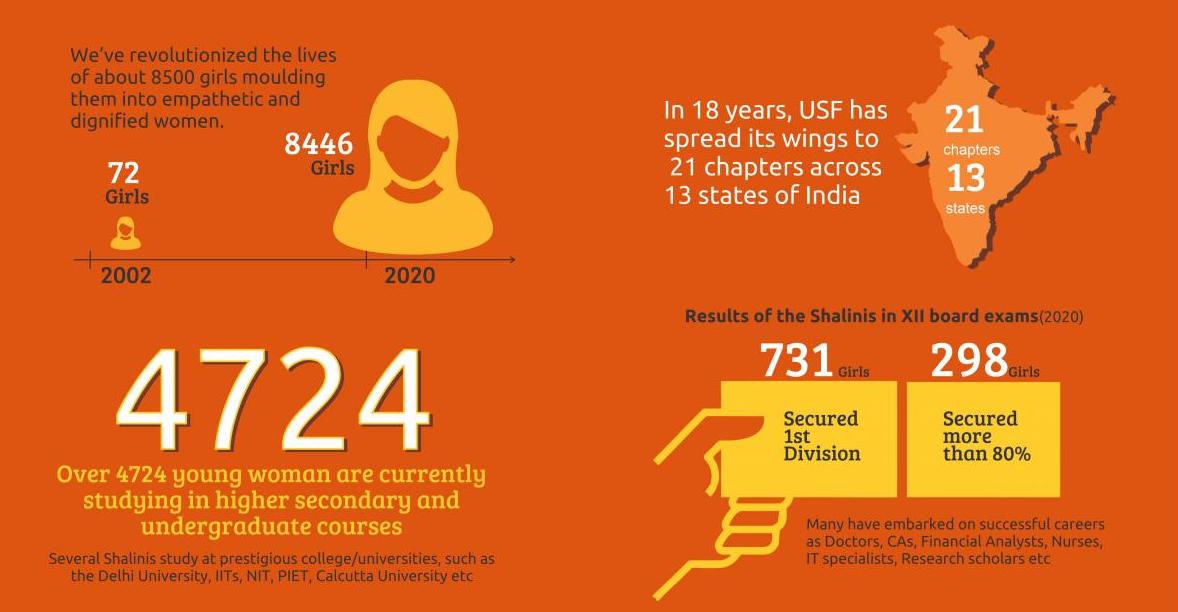 We've revolutionized the lives
of about 8500 girls moulding
them into empathetic and
dignified women.
72
Girls
8446
Girls
2002
2020
In 18 years, USF has
spread its wings to
21 chapters across
13 states of India
21
chapters
13
states
4724
Over 4724 young woman are currently
studying in higher secondary and
undergraduate courses
Several Shalinis study at prestigious college/universities, such as
the Delhi University, IITs, NIT, PIET, Calcutta University etc
Results of the Shalinis in XII board exams(2020)
731 Girls
298 Girls
Secured
1st
Division
Secured
more
than 80%
Many have embarked on successful careers
as Doctors, CAs, Financial Analysts, Nurses,
IT specialists, Research scholars etc